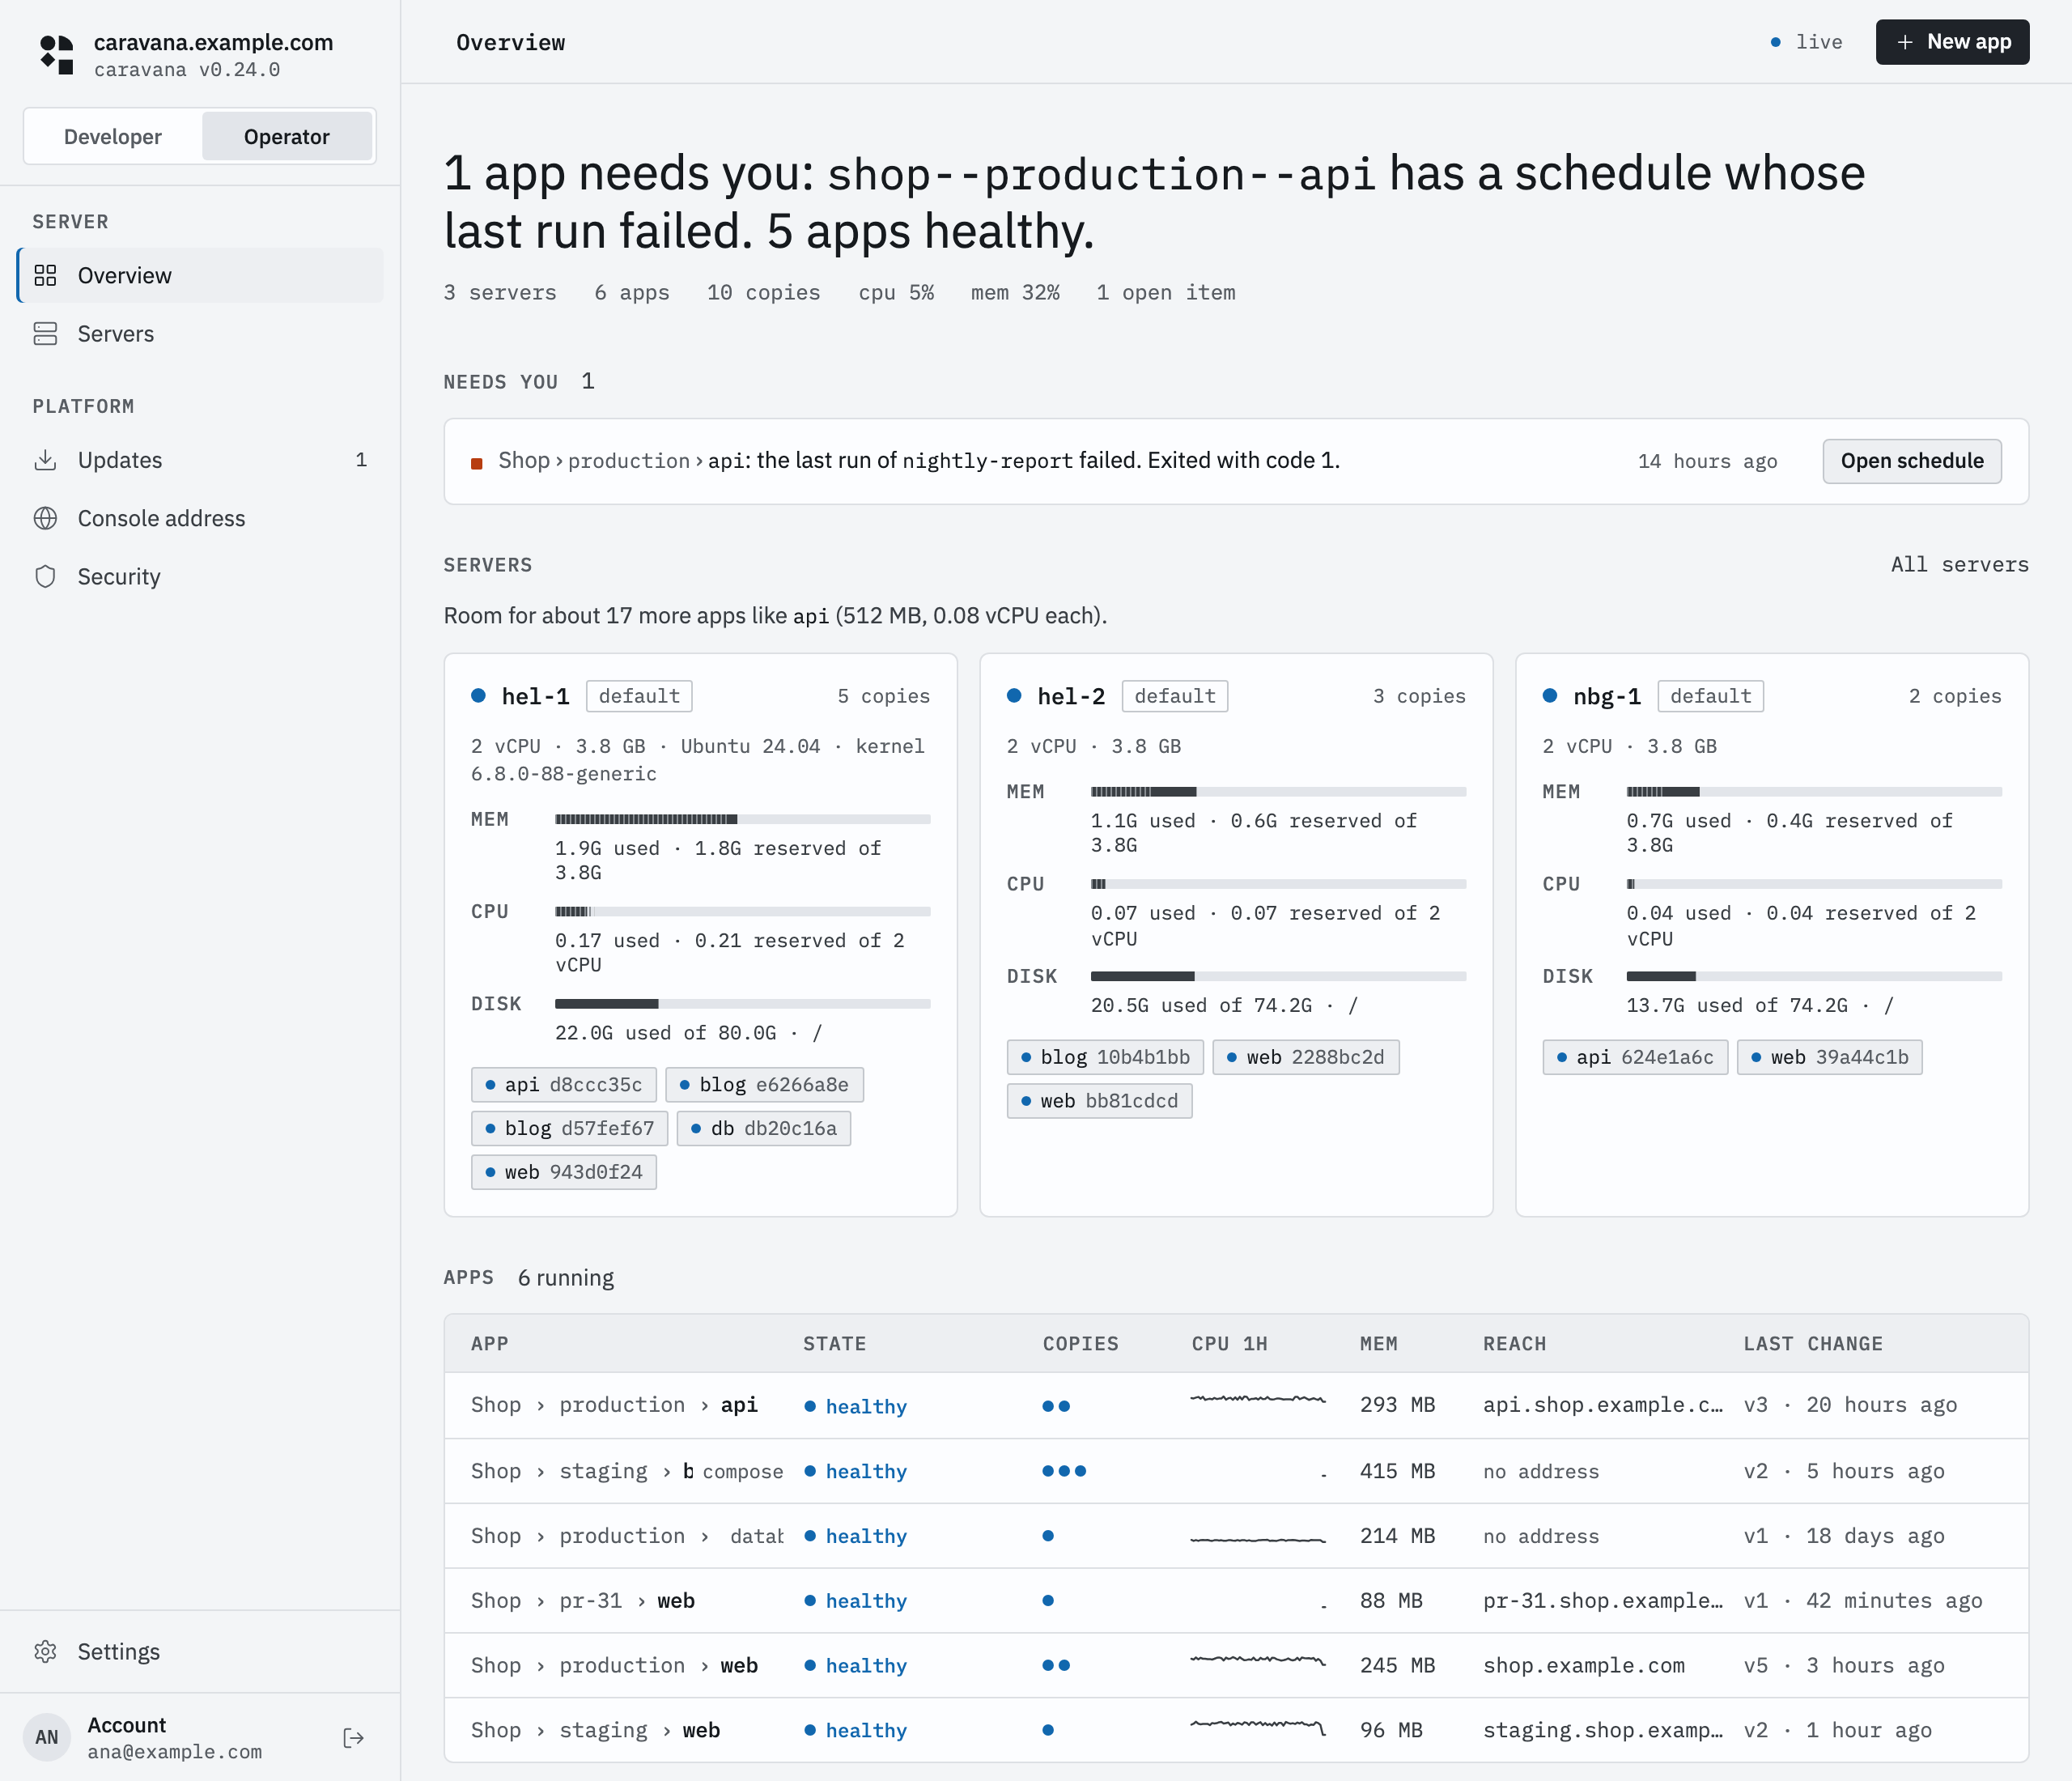 caravana.example.com
caravana v0.24.0
Developer
Operator
SERVER
Overview
Servers
PLATFORM
Updates 1
Console address
Security
Settings
AN
Account
ana@example.com
Overview
live
+ New app
1 app needs you: shop--production--api has a schedule whose
last run failed. 5 apps healthy.
3 servers 6 apps 10 copies cpu 5% mem 32% 1 open item
NEEDS YOU 1
Shop › production › api: the last run of nightly-report failed. Exited with code 1. 14 hours ago Open schedule
SERVERS All servers
Room for about 17 more apps like api (512 MB, 0.08 vCPU each).
hel-1 default 5 copies
2 vCPU · 3.8 GB · Ubuntu 24.04 · kernel
6.8.0-88-generic
MEM
1.9G used · 1.8G reserved of
3.8G
CPU
0.17 used · 0.21 reserved of 2
vCPU
DISK
22.0G used of 80.0G · /
api d8ccc35c blog e6266a8e
blog d57fef67 db db20c16a
web 943d0f24
hel-2 default 3 copies
2 vCPU · 3.8 GB
MEM
1.1G used · 0.6G reserved of
3.8G
CPU
0.07 used · 0.07 reserved of 2
vCPU
DISK
20.5G used of 74.2G · /
blog 10b4b1bb web 2288bc2d
web bb81cdcd
nbg-1 default 2 copies
2 vCPU · 3.8 GB
MEM
0.7G used · 0.4G reserved of
3.8G
CPU
0.04 used · 0.04 reserved of 2
vCPU
DISK
13.7G used of 74.2G · /
api 624e1a6c web 39a44c1b
APPS 6 running
APP STATE COPIES CPU 1H MEM REACH LAST CHANGE
Shop › production › api healthy 293 MB api.shop.example.c… v3 · 20 hours ago
Shop › staging › b compose healthy - 415 MB no address v2 · 5 hours ago
Shop › production › datab healthy 214 MB no address v1 · 18 days ago
Shop › pr-31 › web healthy - 88 MB pr-31.shop.example… v1 · 42 minutes ago
Shop › production › web healthy 245 MB shop.example.com v5 · 3 hours ago
Shop › staging › web healthy 96 MB staging.shop.examp… v2 · 1 hour ago